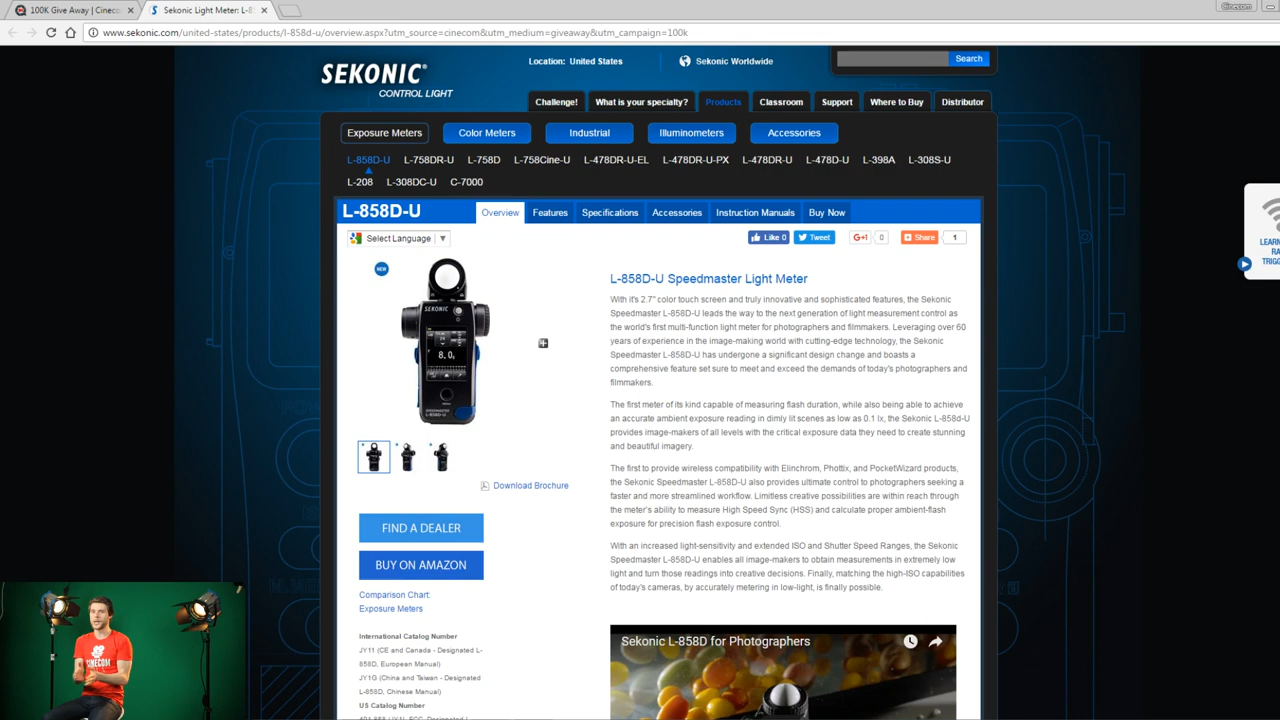 100K Give Away | Cinecom
Sekonic Light Meter: L-85
Cinecom
www.sekonic.com/united-states/products/l-858d-u/overview.aspx?utm_source=cinecom&utm_medium=giveaway&utm_campaign=100k
SEKONIC®
CONTROL LIGHT
Location: United States
Sekonic Worldwide
Search
Challenge!
What is your specialty?
Products
Classroom
Support
Where to Buy
Distributor
Exposure Meters
Color Meters
Industrial
Illuminometers
Accessories
L-858D-U L-758DR-U L-758D L-758Cine-U L-478DR-U-EL L-478DR-U-PX L-478DR-U L-478D-U L-398A L-308S-U
L-208 L-308DC-U C-7000
L-858D-U
Overview
Features
Specifications
Accessories
Instruction Manuals
Buy Now
Select Language ▼
Like 0
Tweet
G+1
0
Share
1
LEARN
RA
TRIGG
NEW
SEKONIC
8.0
SPEEDMASTER
L-858D-U
L-858D-U Speedmaster Light Meter
With it's 2.7" color touch screen and truly innovative and sophisticated features, the Sekonic
Speedmaster L-858D-U leads the way to the next generation of light measurement control as
the world's first multi-function light meter for photographers and filmmakers. Leveraging over 60
years of experience in the image-making world with cutting-edge technology, the Sekonic
Speedmaster L-858D-U has undergone a significant design change and boasts a
comprehensive feature set sure to meet and exceed the demands of today's photographers and
filmmakers.
The first meter of its kind capable of measuring flash duration, while also being able to achieve
an accurate ambient exposure reading in dimly lit scenes as low as 0.1 lx, the Sekonic L-858d-U
provides image-makers of all levels with the critical exposure data they need to create stunning
and beautiful imagery.
The first to provide wireless compatibility with Elinchrom, Phottix, and PocketWizard products,
the Sekonic Speedmaster L-858D-U also provides ultimate control to photographers seeking a
faster and more streamlined workflow. Limitless creative possibilities are within reach through
the meter's ability to measure High Speed Sync (HSS) and calculate proper ambient-flash
exposure for precision flash exposure control.
With an increased light-sensitivity and extended ISO and Shutter Speed Ranges, the Sekonic
Speedmaster L-858D-U enables all image-makers to obtain measurements in extremely low
light and turn those readings into creative decisions. Finally, matching the high-ISO capabilities
of today's cameras, by accurately metering in low-light, is finally possible.
Download Brochure
FIND A DEALER
BUY ON AMAZON
Comparison Chart:
Exposure Meters
International Catalog Number
JY11 (CE and Canada - Designated L-
858D, European Manual)
JY1G (China and Taiwan - Designated
L-858D, Chinese Manual)
US Catalog Number
Sekonic L-858D for Photographers
CINECOM